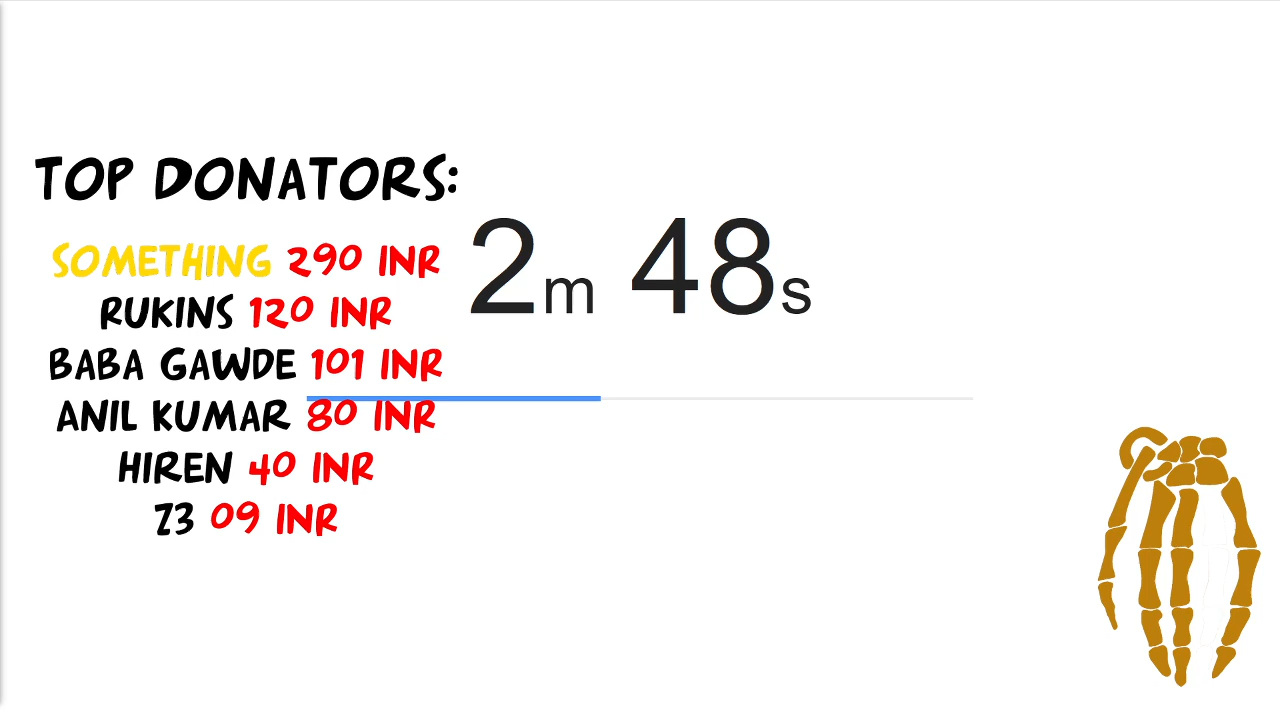 TOP DONATORS:
2m 48s
SOMETHING 290 INR
RUKINS 120 INR
BABA GAWDE 101 INR
ANIL KUMAR 80 INR
HIREN 40 INR
Z3 09 INR